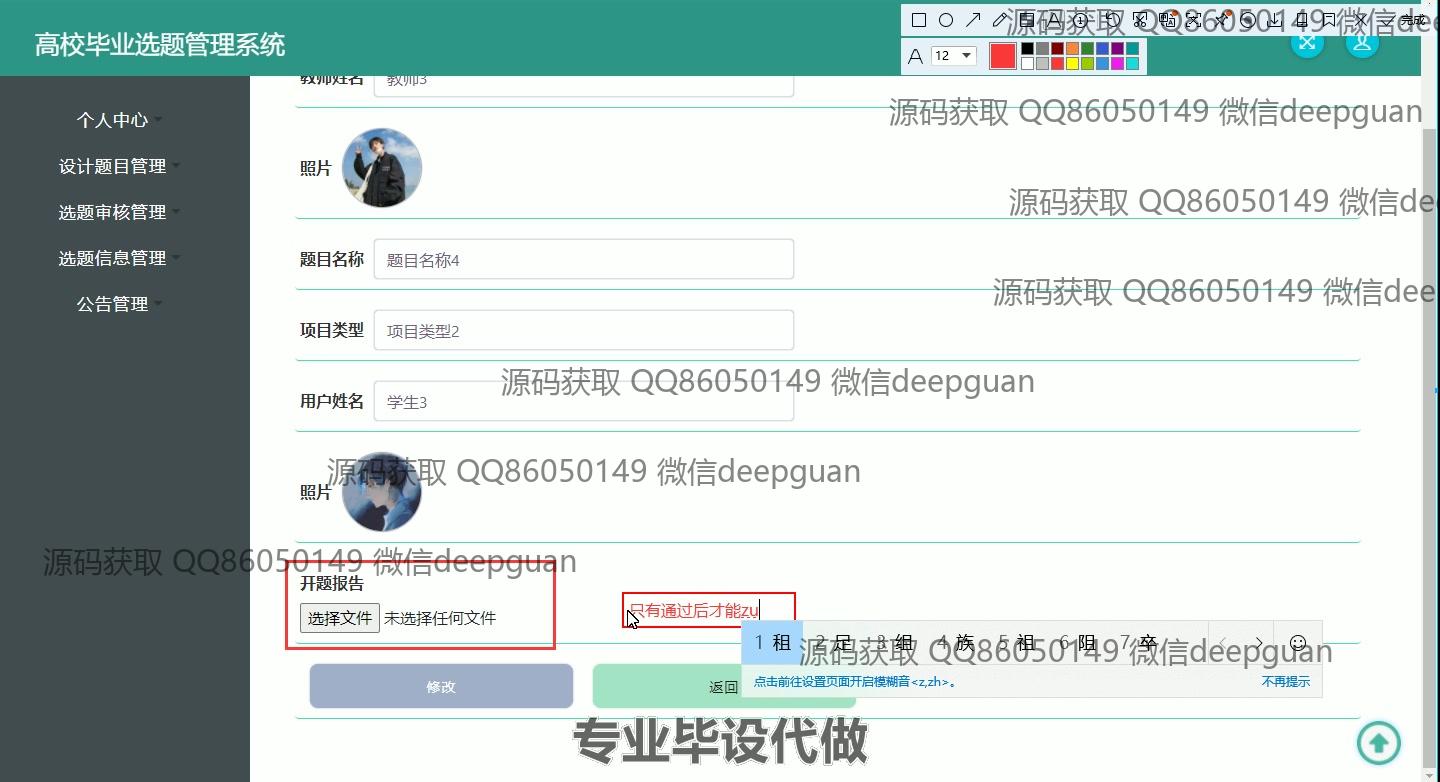 高校毕业选题管理系统
源码获取 QQ86050149 微信de
完成
A 12
个人中心
设计题目管理
选题审核管理
选题信息管理
公告管理
教师姓名 教师3
源码获取 QQ86050149 微信deepguan
照片
源码获取 QQ86050149 微信de
题目名称 题目名称4
源码获取 QQ86050149 微信dee
项目类型 项目类型2
源码获取 QQ86050149 微信deepguan
用户姓名 学生3
源码获取 QQ86050149 微信deepguan
照片
源码获取 QQ86050149 微信deepguan
开题报告
选择文件 未选择任何文件
只有通过后才能zu
1 租 2 足 3 组 4 族 5 祖 6 阻 7 卒
源码获取 QQ86050149 微信deepguan
点击前往设置页面开启模糊音<z,zh>。 不再提示
修改 返回
专业毕设代做